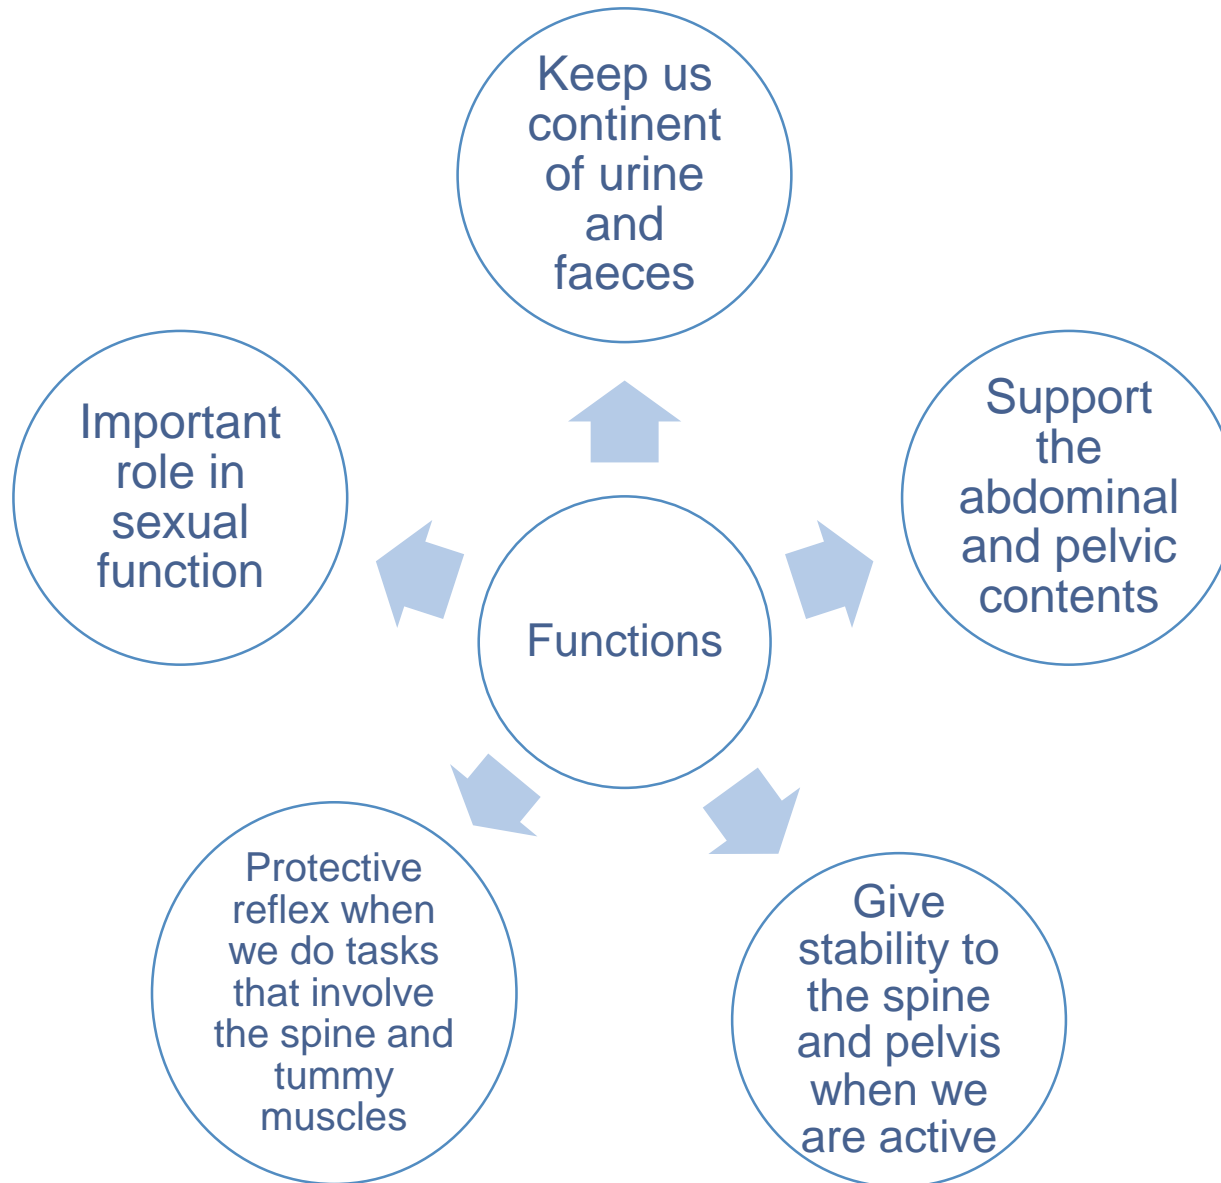 Keep us
continent
of urine
and
faeces
Support
the
abdominal
and pelvic
contents
Give
stability to
the spine
and pelvis
when we
are active
Protective
reflex when
we do tasks
that involve
the spine and
tummy
muscles
Important
role in
sexual
function
Functions